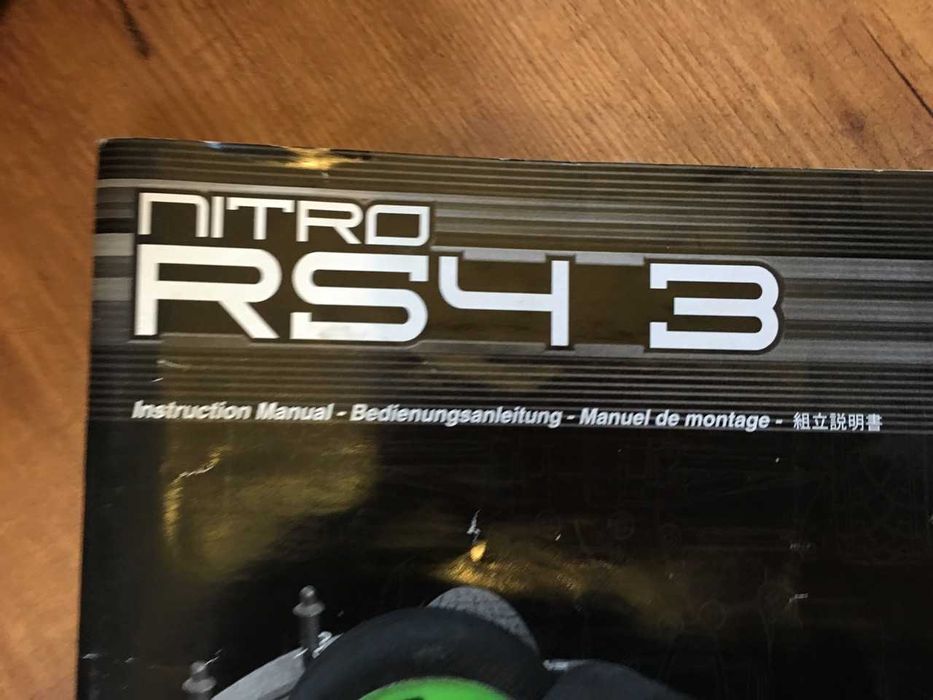 NITRO
RS4 3
Instruction Manual - Bedienungsanleitung - Manuel de montage - 組立説明書